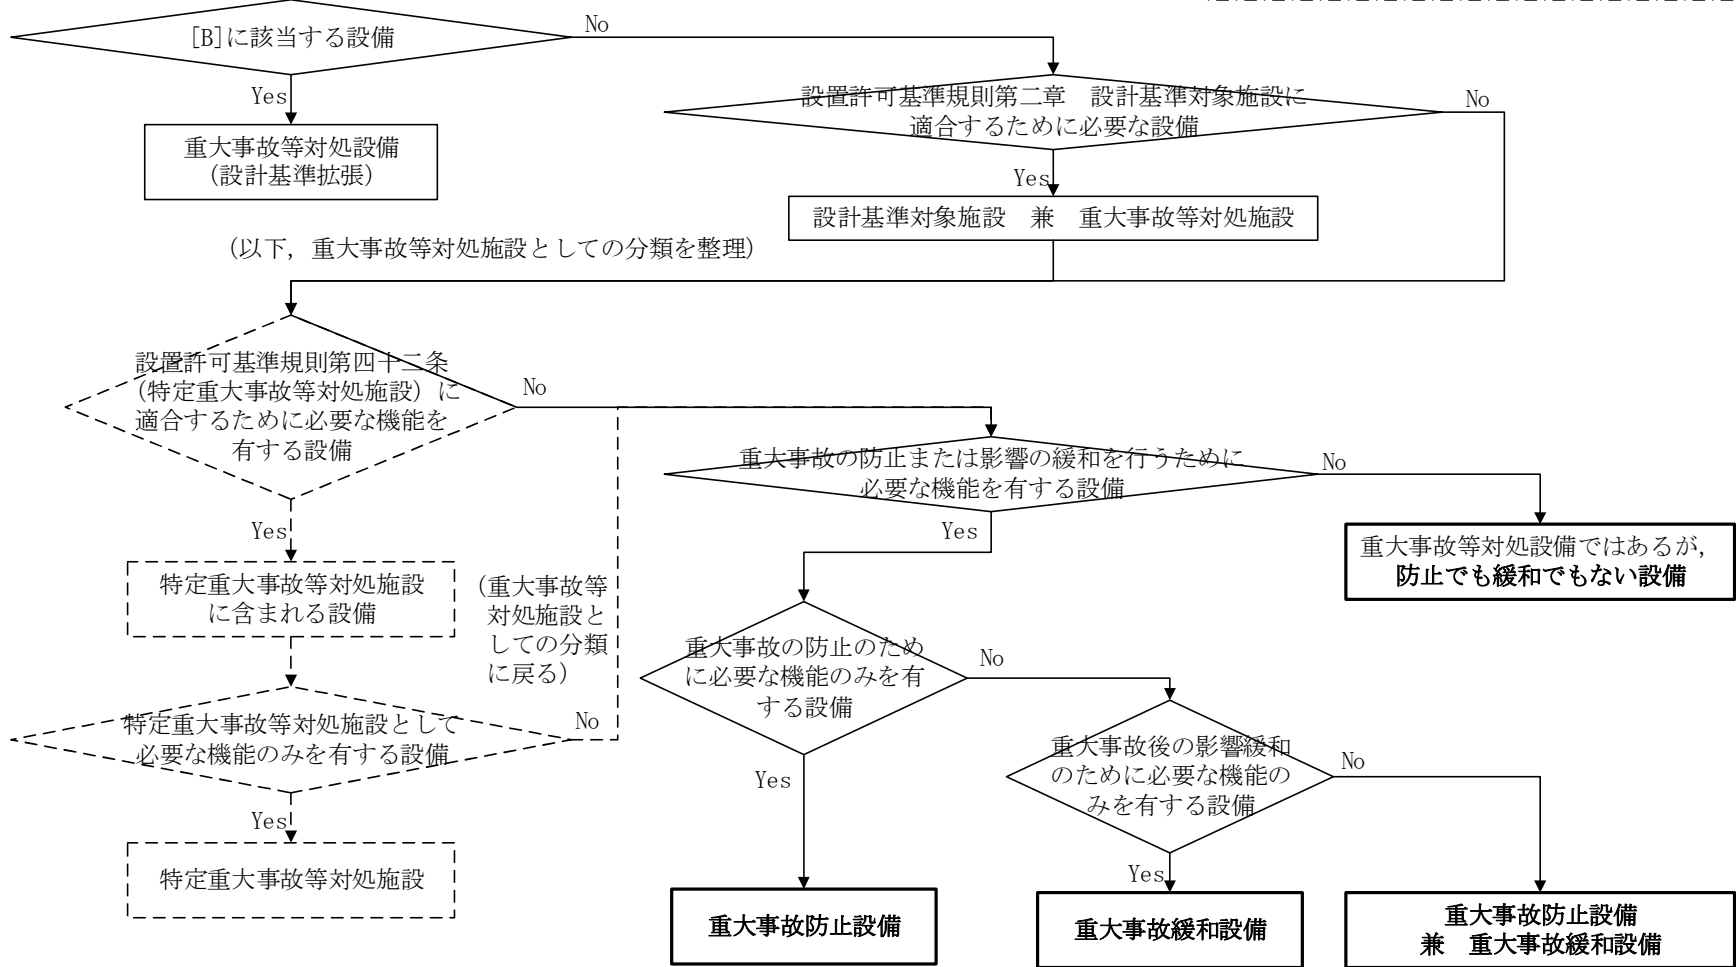 [B]に該当する設備
No
Yes
重大事故等対処設備
(設計基準拡張)
設置許可基準規則第二章　設計基準対象施設に
適合するために必要な設備
No
Yes
設計基準対象施設　兼　重大事故等対処施設
(以下，重大事故等対処施設としての分類を整理)
設置許可基準規則第四十二条
(特定重大事故等対処施設) に
適合するために必要な機能を
有する設備
No
Yes
特定重大事故等対処施設
に含まれる設備
(重大事故等
対処施設と
しての分類
に戻る)
特定重大事故等対処施設として
必要な機能のみを有する設備
No
Yes
特定重大事故等対処施設
重大事故の防止または影響の緩和を行うために
必要な機能を有する設備
No
Yes
重大事故等対処設備ではあるが，
防止でも緩和でもない設備
重大事故の防止のため
に必要な機能のみを有
する設備
No
Yes
重大事故後の影響緩和
のために必要な機能の
みを有する設備
No
Yes
重大事故防止設備
重大事故緩和設備
重大事故防止設備
兼　重大事故緩和設備